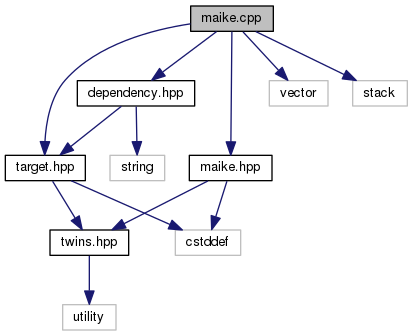 maike.cpp
dependency.hpp
vector
stack
target.hpp
string
maike.hpp
twins.hpp
cstddef
utility